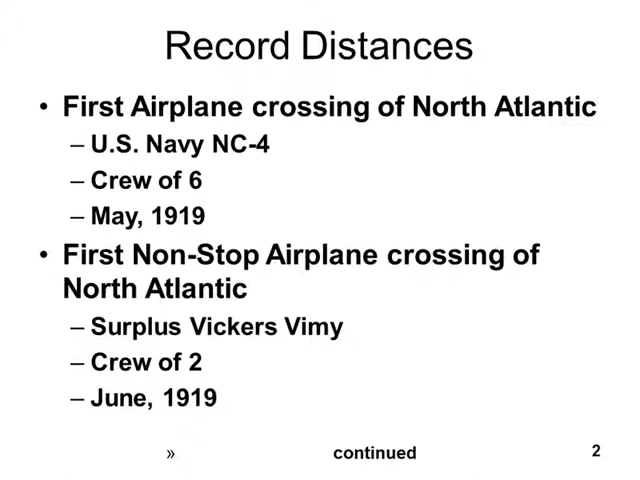 Record Distances
• First Airplane crossing of North Atlantic
– U.S. Navy NC-4
– Crew of 6
– May, 1919
• First Non-Stop Airplane crossing of
North Atlantic
– Surplus Vickers Vimy
– Crew of 2
– June, 1919
» continued 2